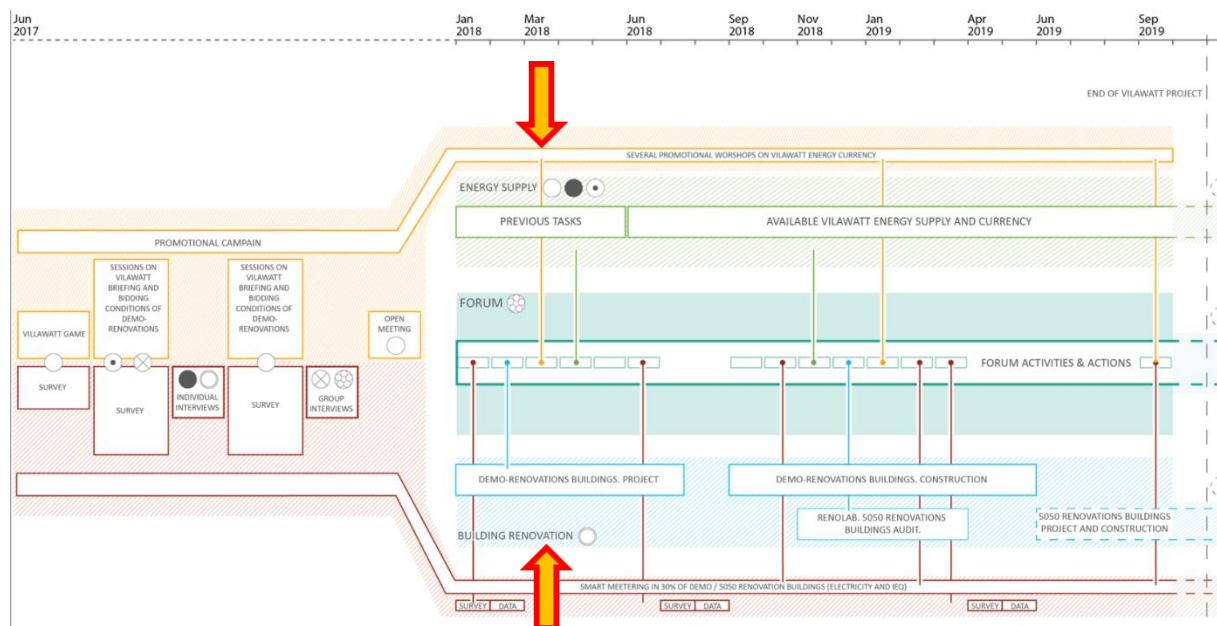 Jun
2017
Jan
2018
Mar
2018
Jun
2018
Sep
2018
Nov
2018
Jan
2019
Apr
2019
Jun
2019
Sep
2019
END OF VILAWATT PROJECT
SEVERAL PROMOTIONAL WORSHOPS ON VILAWATT ENERGY CURRENCY
ENERGY SUPPLY
PREVIOUS TASKS
AVAILABLE VILAWATT ENERGY SUPPLY AND CURRENCY
PROMOTIONAL CAMPAIN
SESSIONS ON
VILAWATT
BRIEFING AND
BIDDING
CONDITIONS OF
DEMO-
RENOVATIONS
SESSIONS ON
VILAWATT
BRIEFING AND
BIDDING
CONDITIONS OF
DEMO-
RENOVATIONS
VILLAWATT GAME
OPEN
MEETING
FORUM
FORUM ACTIVITIES & ACTIONS
SURVEY
SURVEY
INDIVIDUAL
INTERVIEWS
SURVEY
GROUP
INTERVIEWS
DEMO-RENOVATIONS BUILDINGS. PROJECT
DEMO-RENOVATIONS BUILDINGS. CONSTRUCTION
RENOLAB. 5050 RENOVATIONS
BUILDINGS AUDIT.
5050 RENOVATIONS BUILDINGS
PROJECT AND CONSTRUCTION
BUILDING RENOVATION
SMART MEETERING IN 30% OF DEMO / 5050 RENOVATION BUILDINGS (ELECTRICITY AND IEQ)
SURVEY
DATA
SURVEY
DATA
SURVEY
DATA